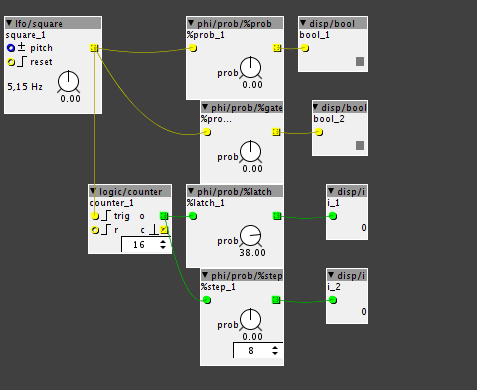 lfo/square
square_1
pitch
reset
5,15 Hz
0.00
phi/prob/%prob
%prob_1
prob
0.00
disp/bool
bool_1
phi/prob/%gate
%pro...
prob
0.00
disp/bool
bool_2
logic/counter
counter_1
trig o
r c
16
phi/prob/%latch
%latch_1
prob
38.00
disp/i
i_1
0
phi/prob/%step
%step_1
prob
0.00
8
disp/i
i_2
0